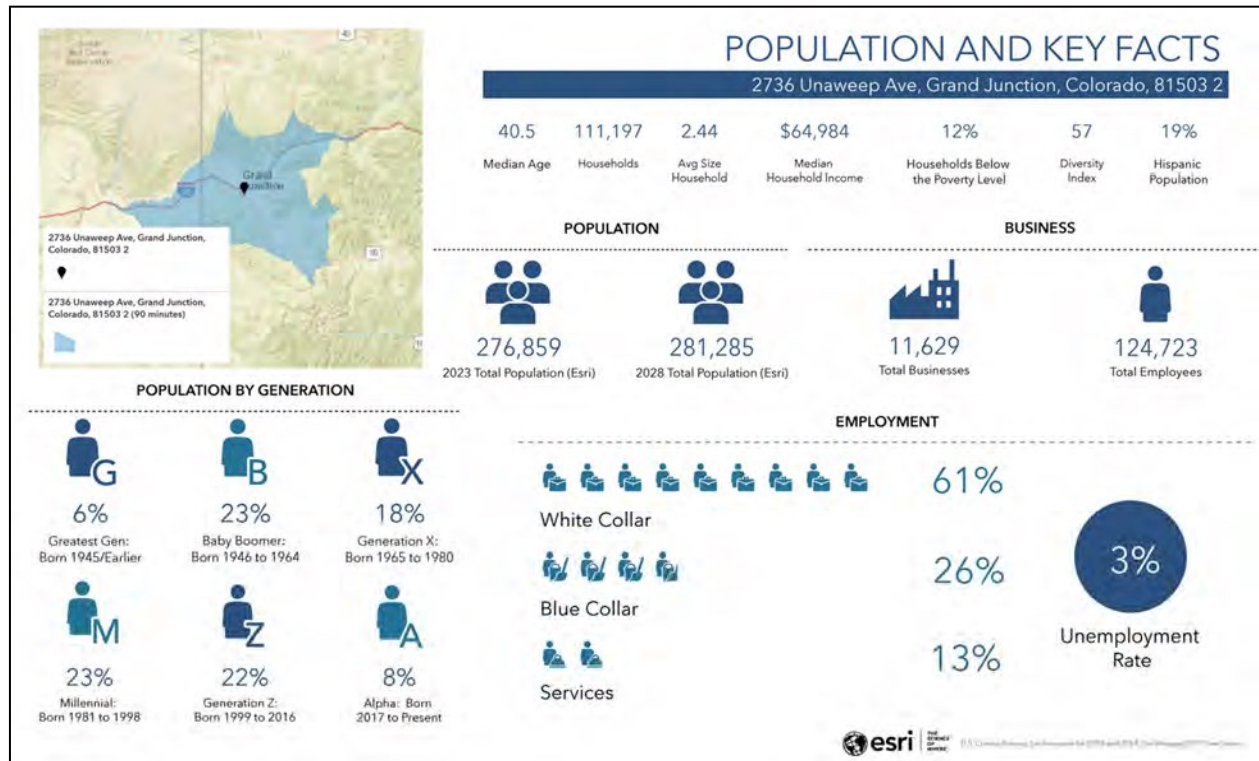 POPULATION AND KEY FACTS
2736 Unaweep Ave, Grand Junction, Colorado, 81503 2
40
Grand
Junction
2736 Unaweep Ave, Grand Junction,
Colorado, 81503 2
2736 Unaweep Ave, Grand Junction,
Colorado, 81503 2 (90 minutes)
40.5
Median Age
111,197
Households
2.44
Avg Size
Household
$64,984
Median
Household Income
12%
Households Below
the Poverty Level
57
Diversity
Index
19%
Hispanic
Population
POPULATION
276,859
2023 Total Population (Esri)
281,285
2028 Total Population (Esri)
BUSINESS
11,629
Total Businesses
124,723
Total Employees
POPULATION BY GENERATION
G
6%
Greatest Gen:
Born 1945/Earlier
B
23%
Baby Boomer:
Born 1946 to 1964
X
18%
Generation X:
Born 1965 to 1980
M
23%
Millennial:
Born 1981 to 1998
Z
22%
Generation Z:
Born 1999 to 2016
A
8%
Alpha: Born
2017 to Present
EMPLOYMENT
61%
White Collar
26%
Blue Collar
13%
Services
3%
Unemployment
Rate
esri
THE
SCIENCE
OF
WHERE